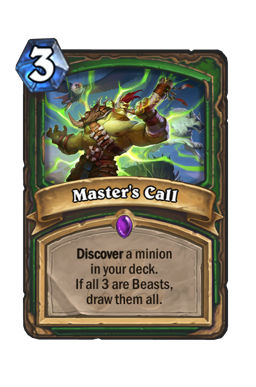 3
Master's Call
Discover a minion
in your deck.
If all 3 are Beasts,
draw them all.